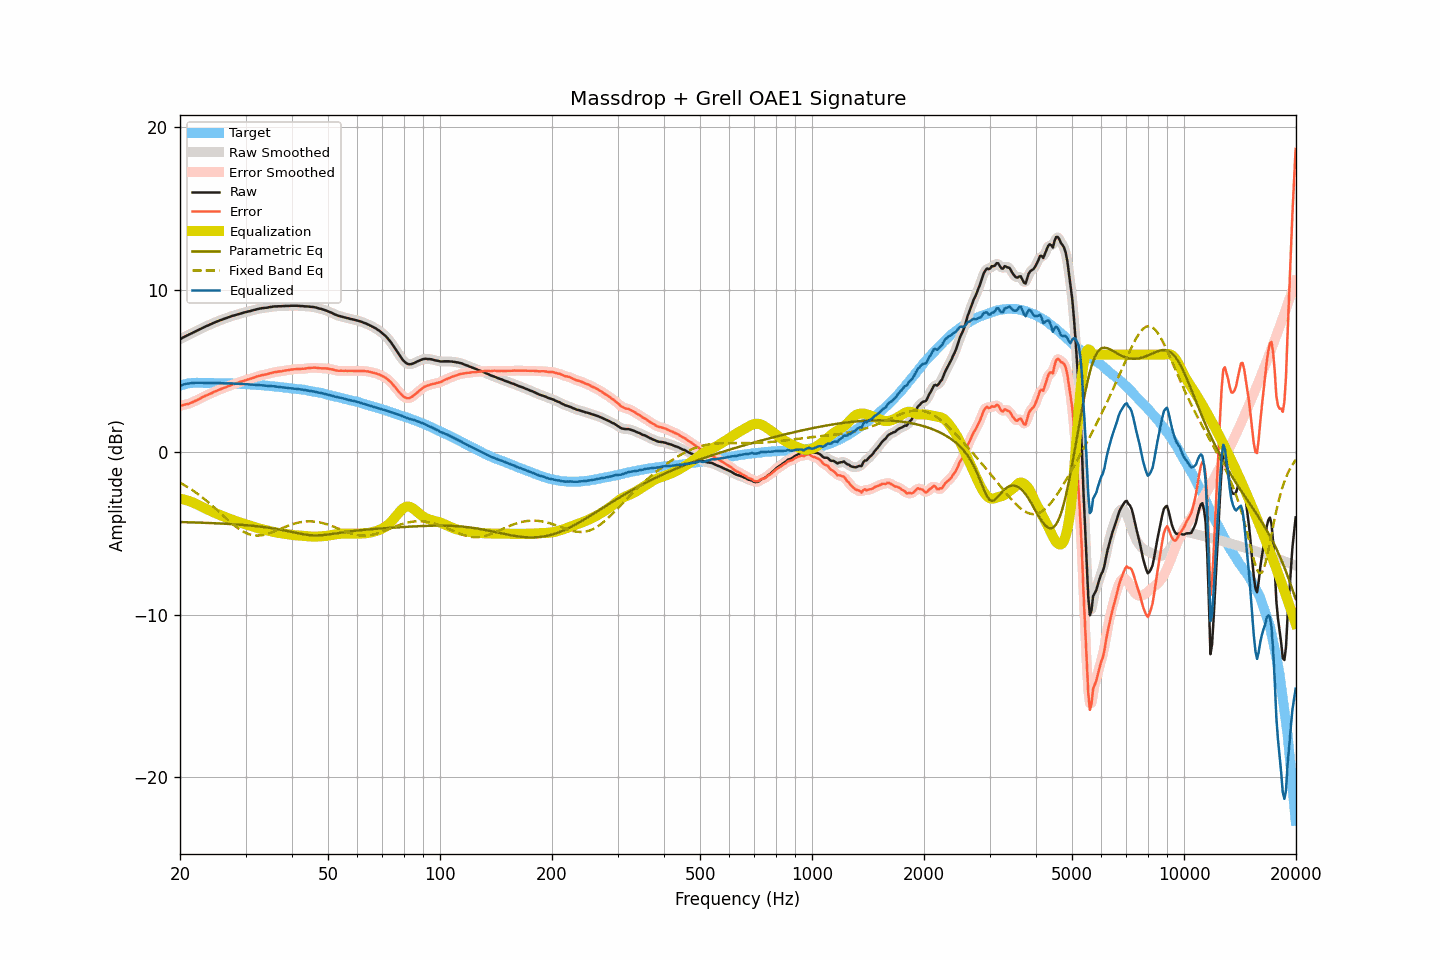 Massdrop + Grell OAE1 Signature
Target
Raw Smoothed
Error Smoothed
Raw
Error
Equalization
Parametric Eq
Fixed Band Eq
Equalized
20
10
0
−10
−20
Amplitude (dBr)
20 50 100 200 500 1000 2000 5000 10000 20000
Frequency (Hz)